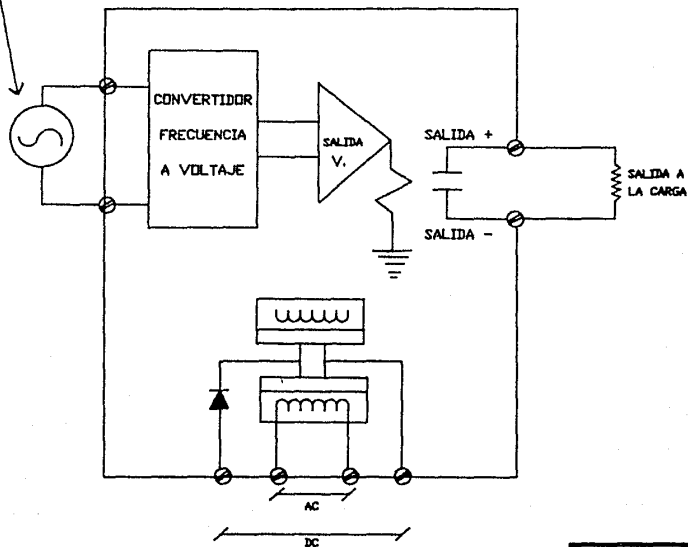 CONVERTIDOR
FRECUENCIA
A VOLTAJE
SALIDA
V.
SALIDA +
SALIDA -
SALIDA A
LA CARGA
AC
DC